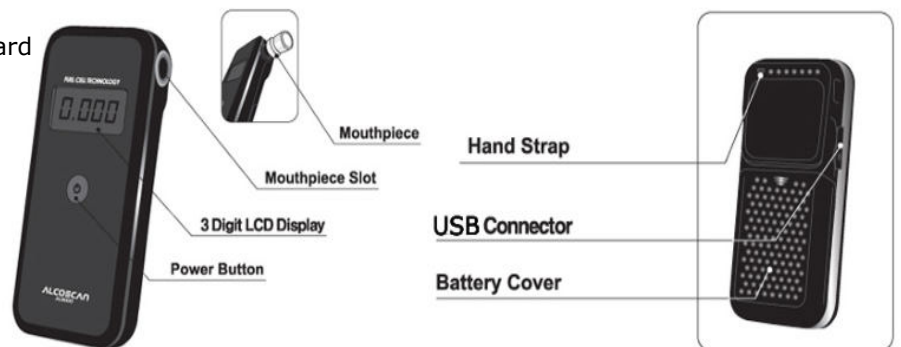 ard
FUEL CELL TECHNOLOGY
0.000
Mouthpiece
Mouthpiece Slot
3 Digit LCD Display
Power Button
ALCOSCAN
Hand Strap
USB Connector
Battery Cover